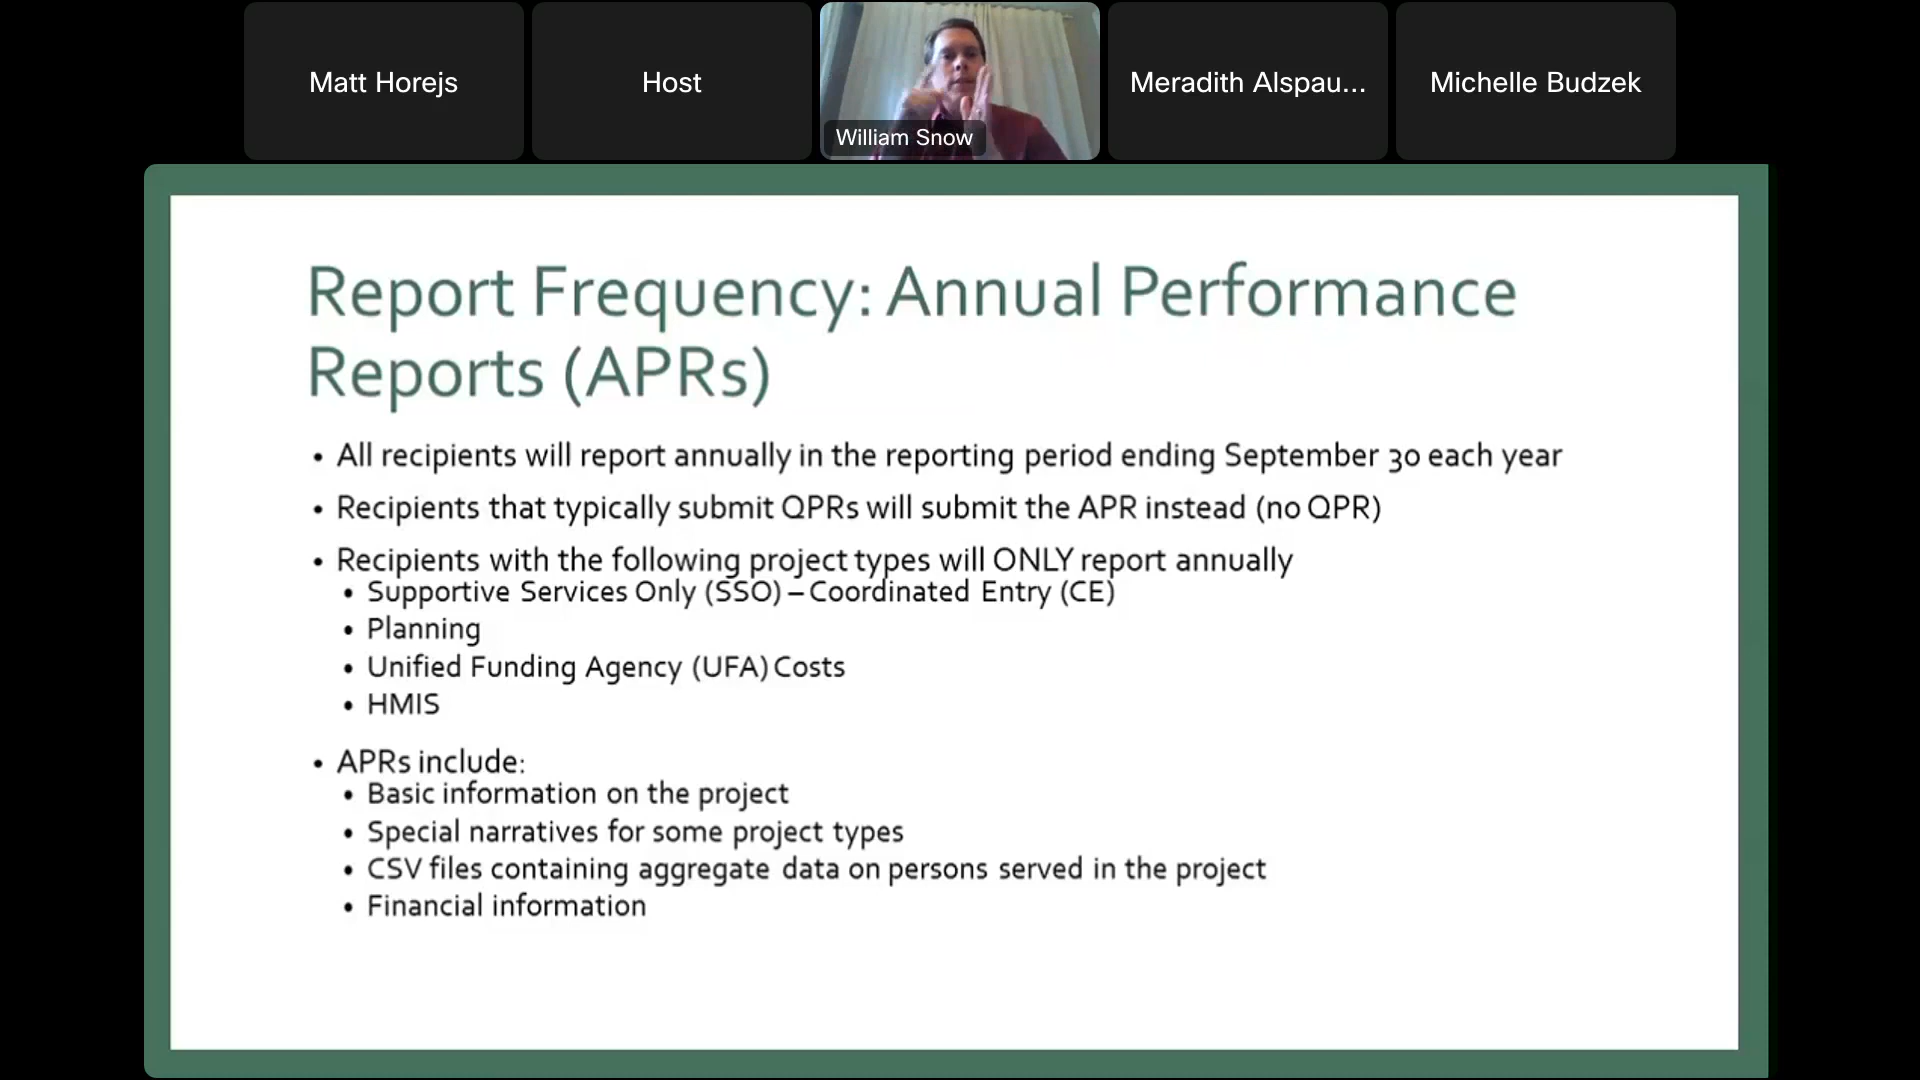 Matt Horejs
Host
William Snow
Meradith Alspau...
Michelle Budzek
Report Frequency: Annual Performance
Reports (APRs)
• All recipients will report annually in the reporting period ending September 30 each year
• Recipients that typically submit QPRs will submit the APR instead (no QPR)
• Recipients with the following project types will ONLY report annually
• Supportive Services Only (SSO) – Coordinated Entry (CE)
• Planning
• Unified Funding Agency (UFA) Costs
• HMIS
• APRs include:
• Basic information on the project
• Special narratives for some project types
• CSV files containing aggregate data on persons served in the project
• Financial information